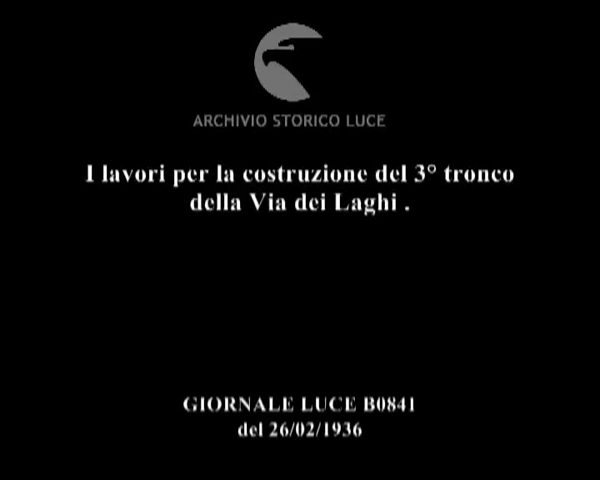 ARCHIVIO STORICO LUCE
I lavori per la costruzione del 3° tronco
della Via dei Laghi .
GIORNALE LUCE B0841
del 26/02/1936